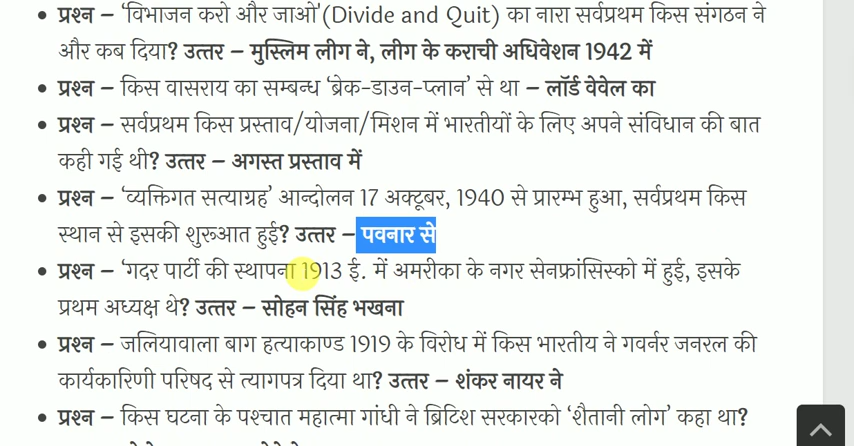 • प्रश्न – ‘विभाजन करो और जाओ'(Divide and Quit) का नारा सर्वप्रथम किस संगठन ने
और कब दिया? उत्तर – मुस्लिम लीग ने, लीग के कराची अधिवेशन 1942 में
• प्रश्न – किस वासराय का सम्बन्ध ‘ब्रेक-डाउन-प्लान’ से था – लॉर्ड वेवेल का
• प्रश्न – सर्वप्रथम किस प्रस्ताव/योजना/मिशन में भारतीयों के लिए अपने संविधान की बात
कही गई थी? उत्तर – अगस्त प्रस्ताव में
• प्रश्न – ‘व्यक्तिगत सत्याग्रह’ आन्दोलन 17 अक्टूबर, 1940 से प्रारम्भ हुआ, सर्वप्रथम किस
स्थान से इसकी शुरुआत हुई? उत्तर – पवनार से
• प्रश्न – ‘गदर पार्टी की स्थापना 1913 ई. में अमरीका के नगर सेनफ्रांसिस्को में हुई, इसके
प्रथम अध्यक्ष थे? उत्तर – सोहन सिंह भखना
• प्रश्न – जलियावाला बाग हत्याकाण्ड 1919 के विरोध में किस भारतीय ने गवर्नर जनरल की
कार्यकारिणी परिषद से त्यागपत्र दिया था? उत्तर – शंकर नायर ने
• प्रश्न – किस घटना के पश्चात महात्मा गांधी ने ब्रिटिश सरकारको ‘शैतानी लोग’ कहा था?